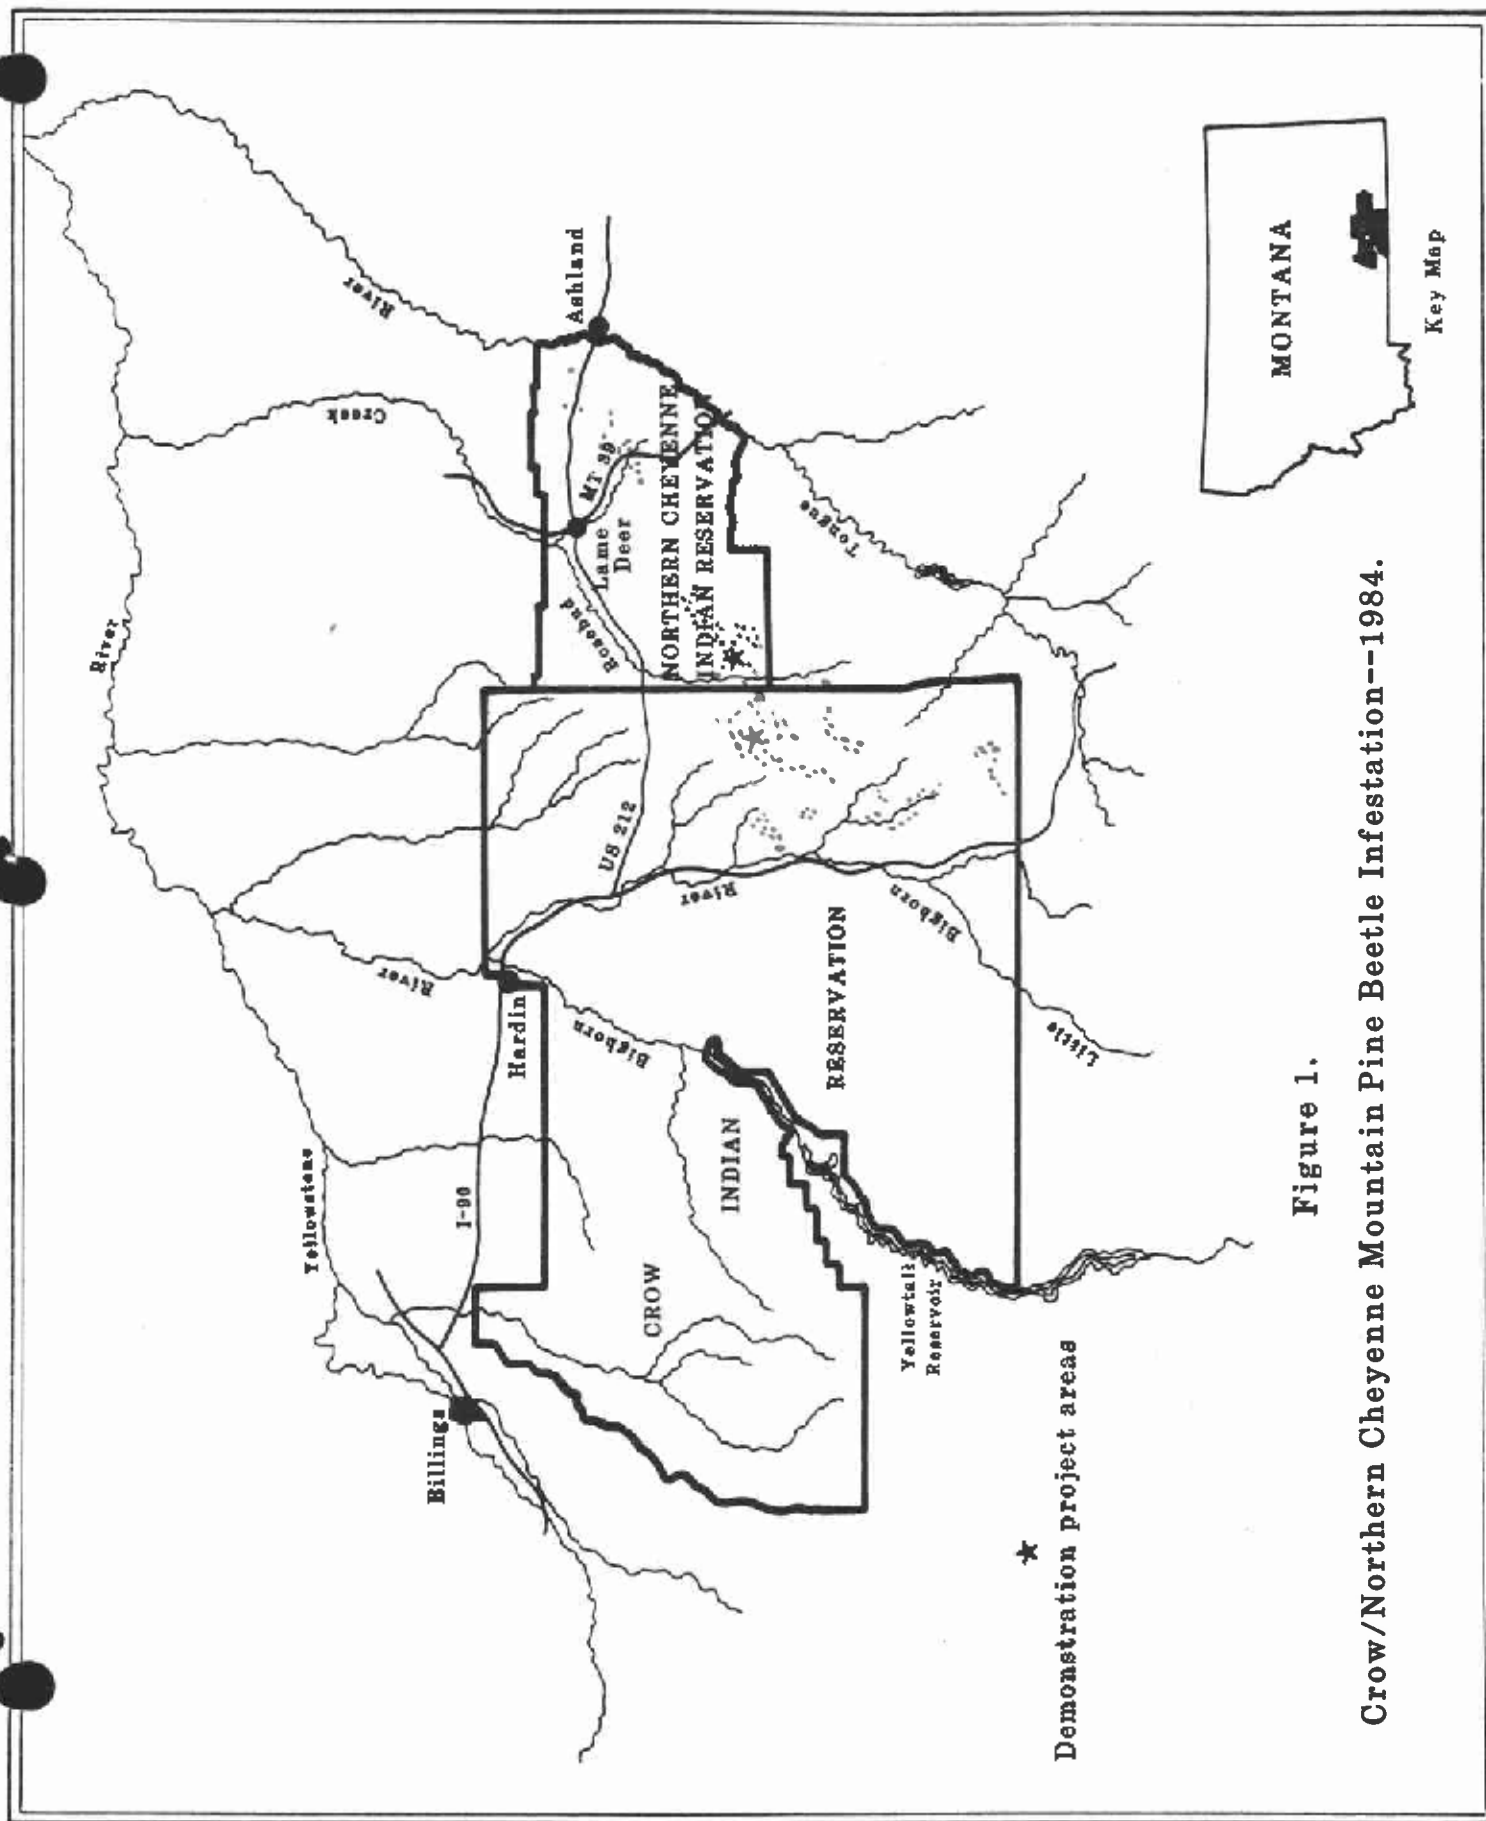 River
Yellowstone
River
Creek
River
Ashland
Billings
I-90
Hardin
Bighorn
US 212
Rosebud
Lame
Deer
MT 39
NORTHERN CHEYENNE
INDIAN RESERVATION
CROW
INDIAN
RESERVATION
River
Bighorn
Little
Tongue
Yellowtail
Reservoir
MONTANA
Key Map
Demonstration project areas
Figure 1.
Crow/Northern Cheyenne Mountain Pine Beetle Infestation--1984.